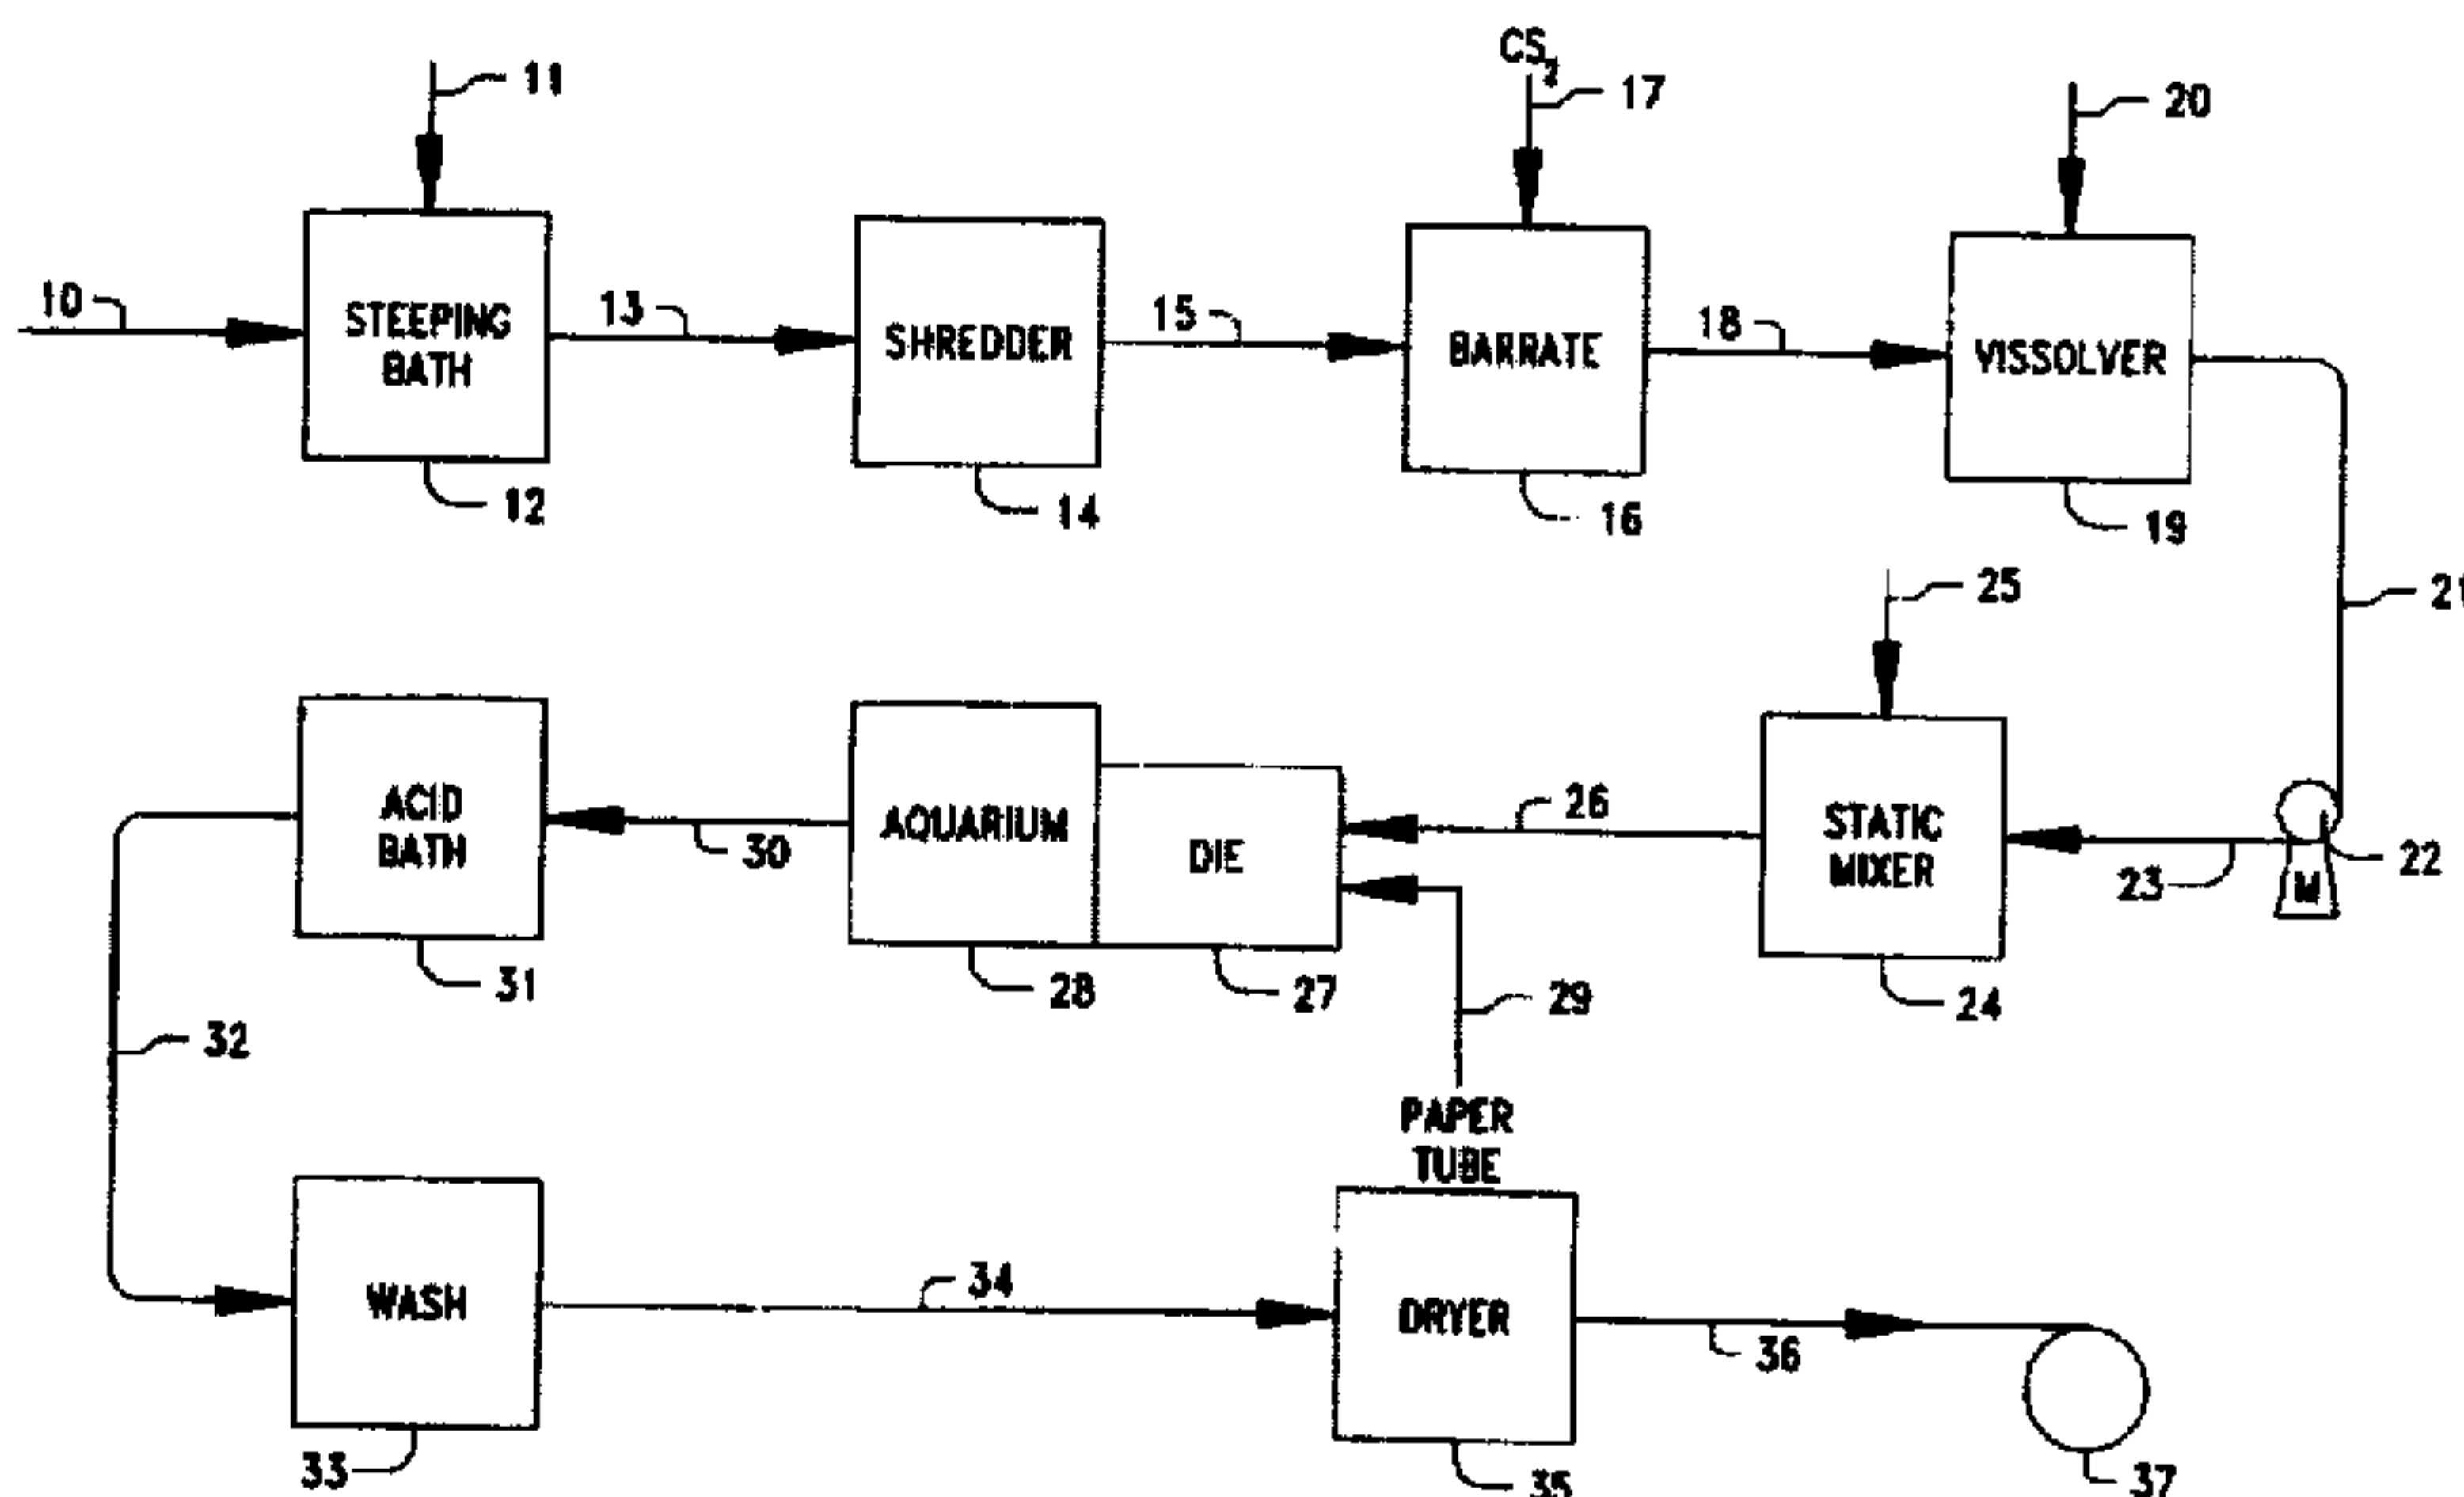 CS2
11
17
20
10
13
15
18
STEEPING
BATH
SHREDDER
BARRATE
VISSOLVER
12
14
16
19
25
21
ACID
BATH
AQUARIUM
DIE
26
STATIC
MIXER
30
23
22
M
31
28
27
29
24
32
PAPER
TUBE
WASH
34
DRYER
36
33
35
37